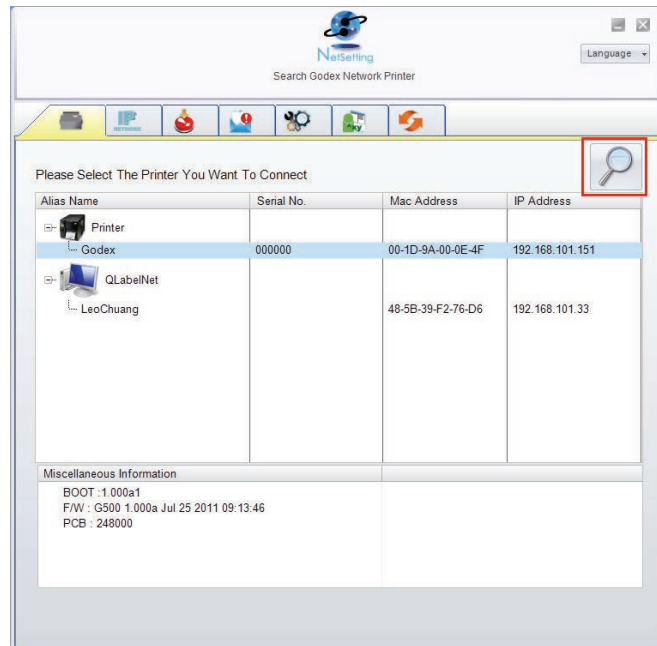 NetSetting
Language
Search Godex Network Printer
IP
NETWORK
Please Select The Printer You Want To Connect
Alias Name Serial No. Mac Address IP Address
Printer
Godex 000000 00-1D-9A-00-0E-4F 192.168.101.151
QLabelNet
LeoChuang 48-5B-39-F2-76-D6 192.168.101.33
Miscellaneous Information
BOOT :1.000a1
F/W : G500 1.000a Jul 25 2011 09:13:46
PCB : 248000